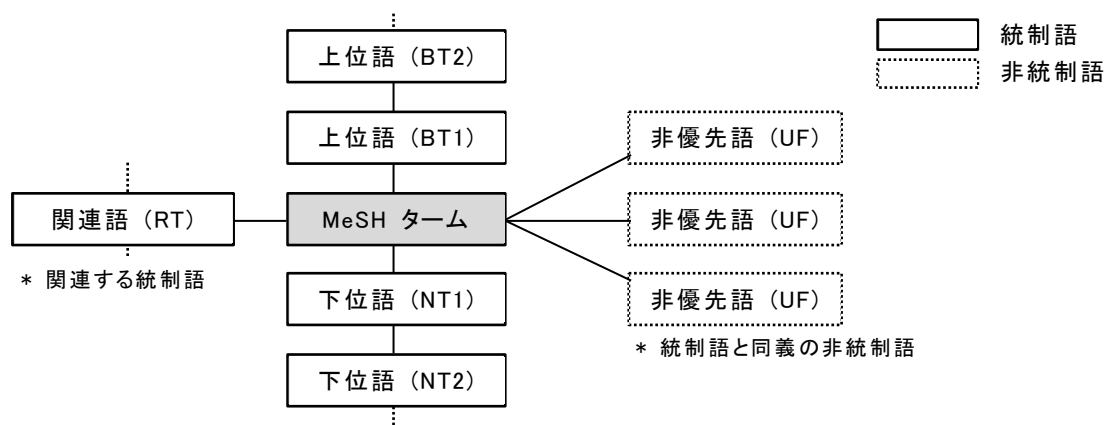 上位語 (BT2)
統制語
非統制語
上位語 (BT1)
非優先語 (UF)
関連語 (RT)
MeSH ターム
非優先語 (UF)
* 関連する統制語
下位語 (NT1)
非優先語 (UF)
* 統制語と同義の非統制語
下位語 (NT2)